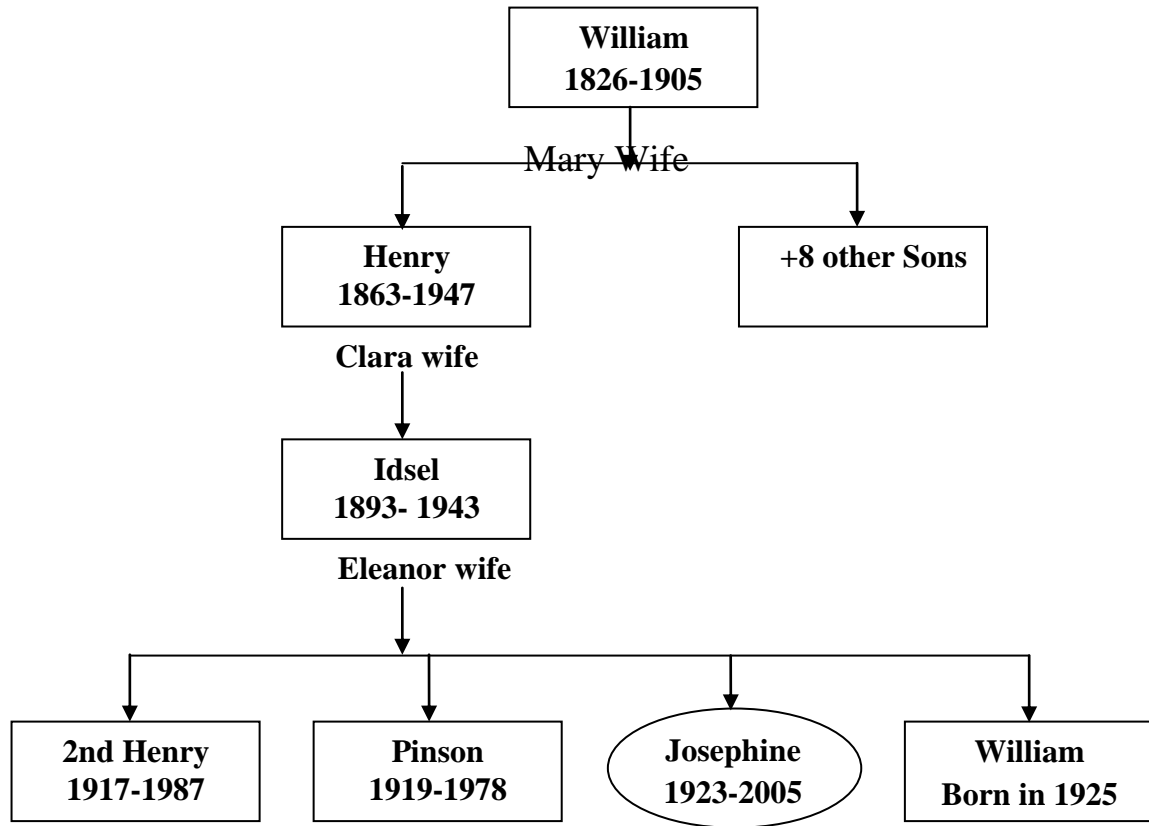 William
1826-1905
Mary Wife
Henry
1863-1947
+8 other Sons
Clara wife
Idsel
1893- 1943
Eleanor wife
2nd Henry
1917-1987
Pinson
1919-1978
Josephine
1923-2005
William
Born in 1925